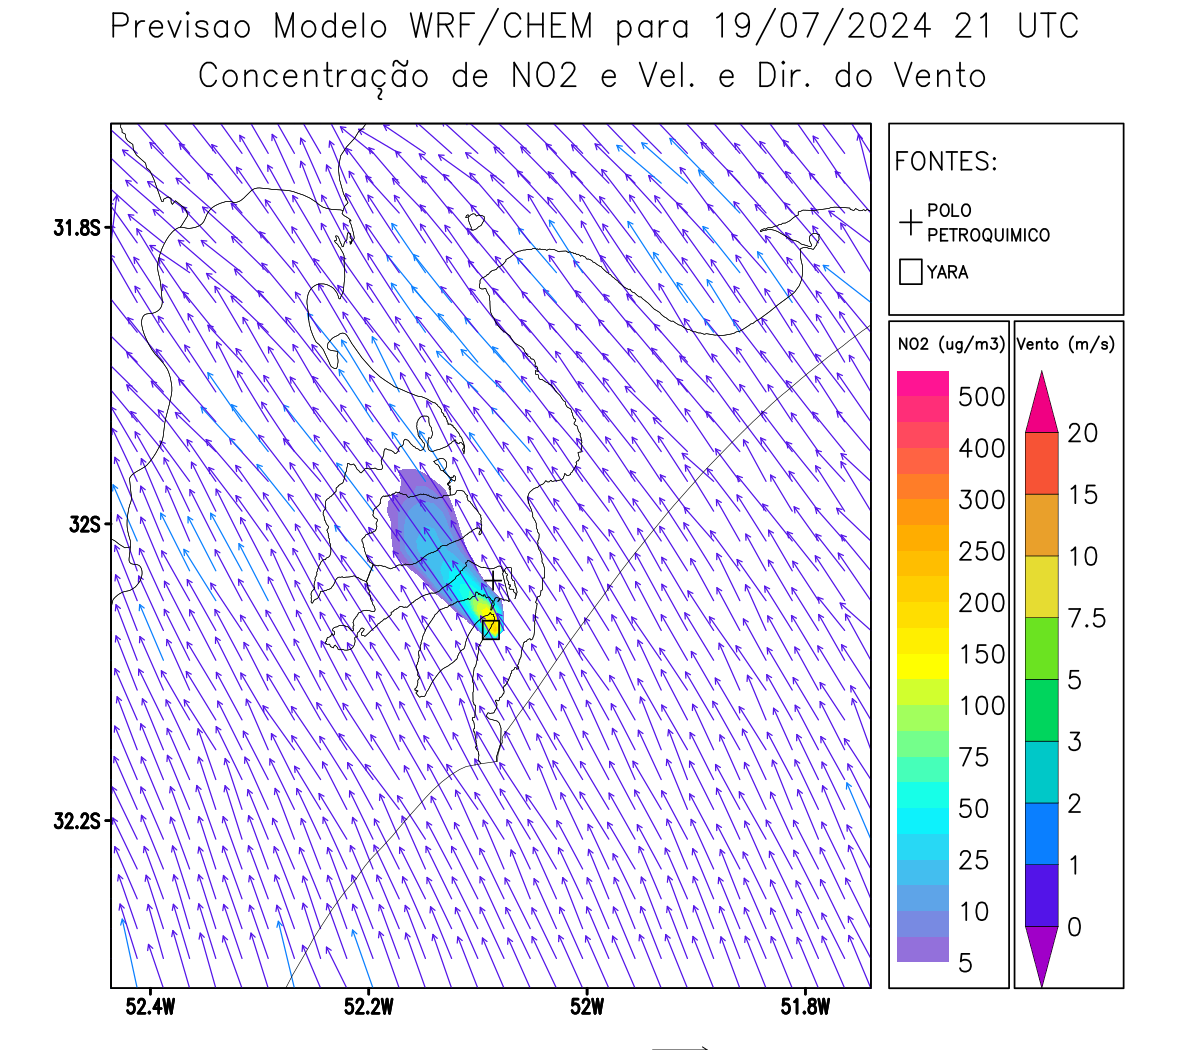 Previsao Modelo WRF/CHEM para 19/07/2024 21 UTC
Concentração de NO2 e Vel. e Dir. do Vento
FONTES:
POLO
PETROQUIMICO
YARA
NO2 (ug/m3)
500
400
300
250
200
150
100
75
50
25
10
5
Vento (m/s)
20
15
10
7.5
5
3
2
1
0
31.8S
32S
32.2S
52.4W
52.2W
52W
51.8W